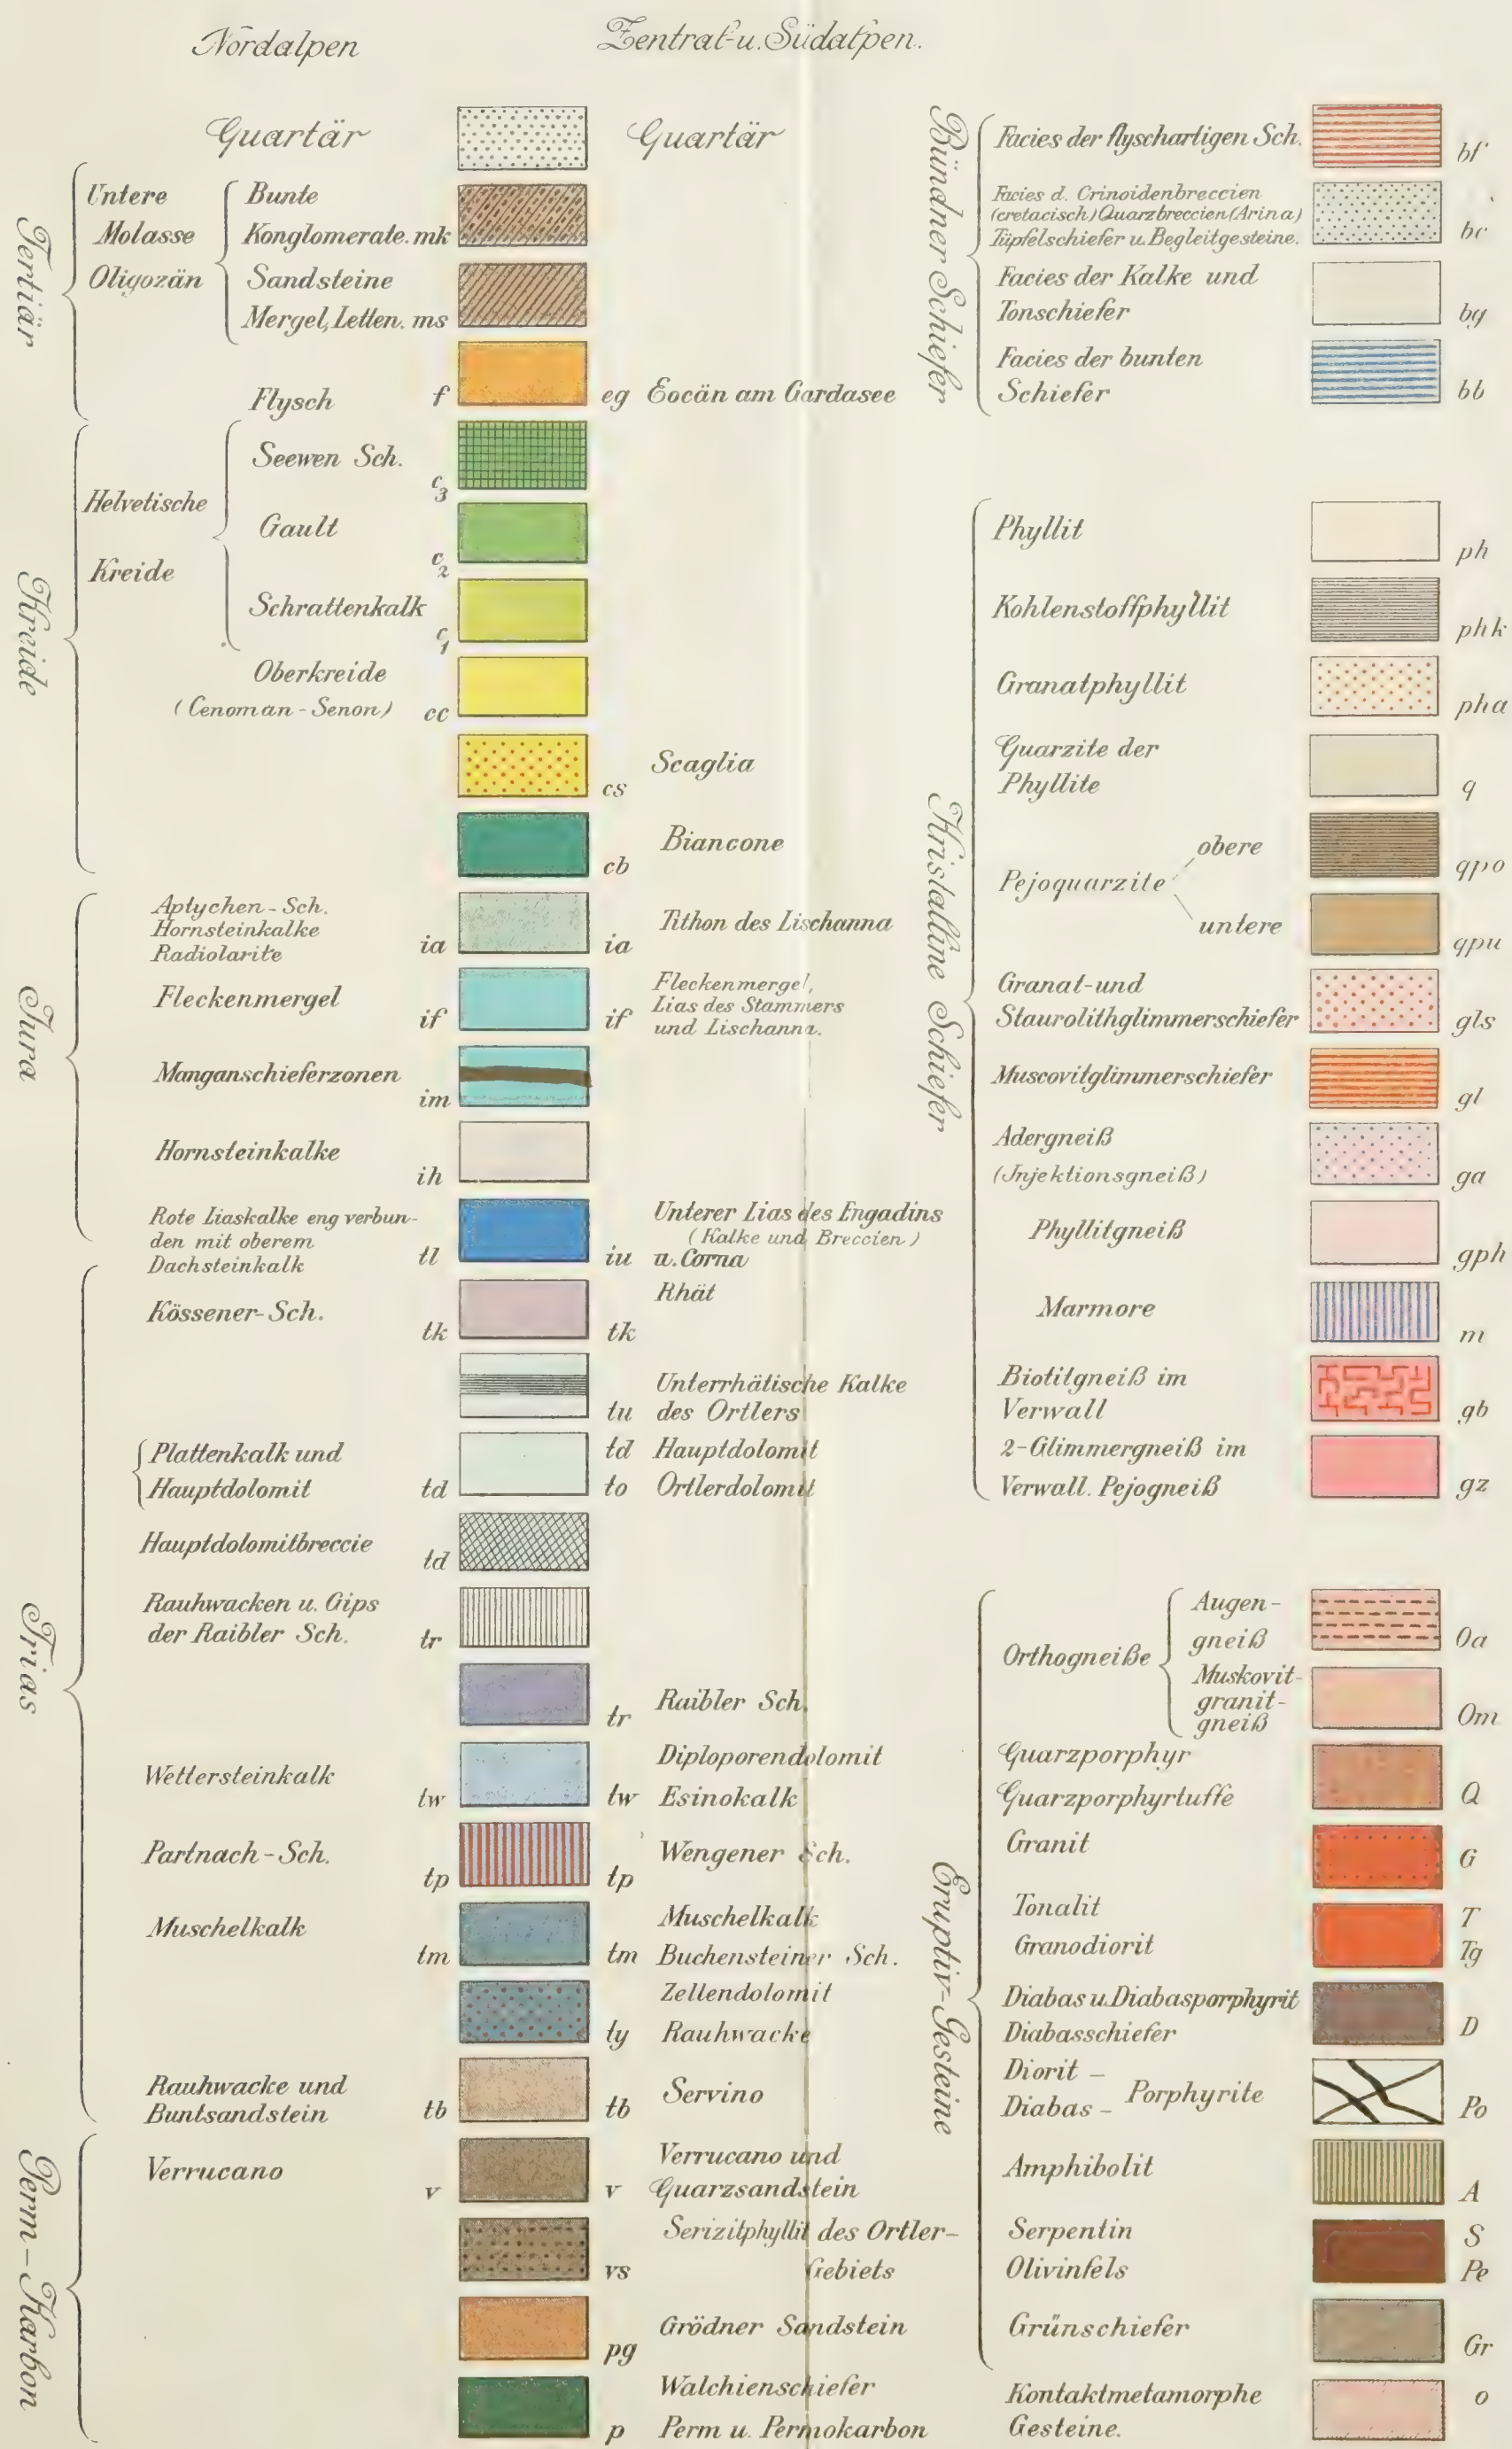 Nordalpen
Zentral-u. Südalpen.
Quartär
Quartär
Tertiär
Untere
Molasse
Oligozän
Bunte
Konglomerate. mk
Sandsteine
Mergel, Letten. ms
Flysch f
eg Eocän am Gardasee
Kreide
Helvetische
Kreide
Seewen Sch.
c3
Gault
c2
Schrattenkalk
c1
Oberkreide
(Cenoman-Senon) cc
Scaglia
cs
Biancone
cb
Jura
Aptychen-Sch.
Hornsteinkalke
Radiolarite
ia
ia
Tithon des Lischanna
Fleckenmergel
if
if
Fleckenmergel,
Lias des Stammers
und Lischanna.
Manganschieferzonen
im
Hornsteinkalke
ih
Rote Liaskalke eng verbun-
den mit oberem
Dachsteinkalk
tl
Unterer Lias des Engadins
(Kalke und Breccien)
iu u. Corna
Trias
Kössener-Sch.
tk
Rhät
tk
Unterrhätische Kalke
tu des Ortlers
Plattenkalk und
Hauptdolomit
td
td Hauptdolomit
to Ortlerdolomit
Hauptdolomitbreccie
td
Rauhwacken u. Gips
der Raibler Sch.
tr
Raibler Sch.
tr
Wettersteinkalk
tw
Diploporendolomit
tw Esinokalk
Partnach-Sch.
tp
Wengener Sch.
tp
Muschelkalk
tm
Muschelkalk
tm Buchensteiner Sch.
Zellendolomit
ty Rauhwacke
Rauhwacke und
Buntsandstein
tb
tb Servino
Perm-Karbon
Verrucano
v
Verrucano und
v Quarzsandstein
Serizitphyllit des Ortler-
vs Gebiets
Grödner Sandstein
pg
Walchienschiefer
p Perm u. Permokarbon
Bündner Schiefer
Facies der flyschartigen Sch.
bf
Facies d. Crinoidenbreccien
(cretacisch) Quarzbreccien (Arina)
Tüpfelschiefer u. Begleitgesteine.
bc
Facies der Kalke und
Tonschiefer
bg
Facies der bunten
Schiefer
bb
Kristalline Schiefer
Phyllit
ph
Kohlenstoffphyllit
phk
Granatphyllit
pha
Quarzite der
Phyllite
q
Pejoquarzite
obere
qpo
untere
qpu
Granat-und
Staurolithglimmerschiefer
gls
Muscovitglimmerschiefer
gl
Adergneiß
(Injektionsgneiß)
ga
Phyllitgneiß
gph
Marmore
m
Biotitgneiß im
Verwall
gb
2-Glimmergneiß im
Verwall. Pejogneiß
gz
Eruptiv-Gesteine
Orthogneiße
Augen-
gneiß
Oa
Muskovit-
granit-
gneiß
Om
Quarzporphyr
Quarzporphyrtuffe
Q
Granit
G
Tonalit
T
Granodiorit
Tg
Diabas u. Diabasporphyrit
Diabasschiefer
D
Diorit-
Diabas- Porphyrite
Po
Amphibolit
A
Serpentin
S
Olivinfels
Pe
Grünschiefer
Gr
Kontaktmetamorphe
Gesteine.
o